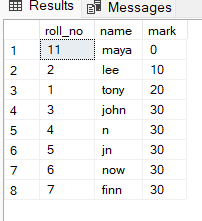 Results Messages
roll_no name mark
1 11 maya 0
2 2 lee 10
3 1 tony 20
4 3 john 30
5 4 n 30
6 5 jn 30
7 6 now 30
8 7 finn 30